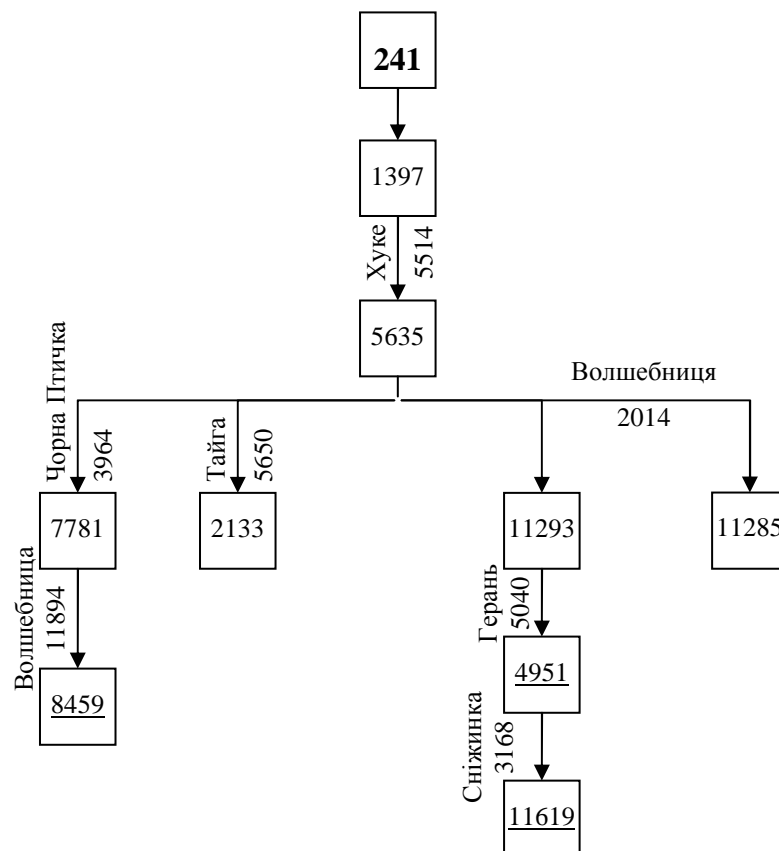 241
1397
Хуке
5514
5635
Волшебниця
2014
Чорна Птичка
3964
Тайга
5650
7781
2133
11293
11285
Волшебница
11894
Герань
5040
8459
4951
Сніжинка
3168
11619